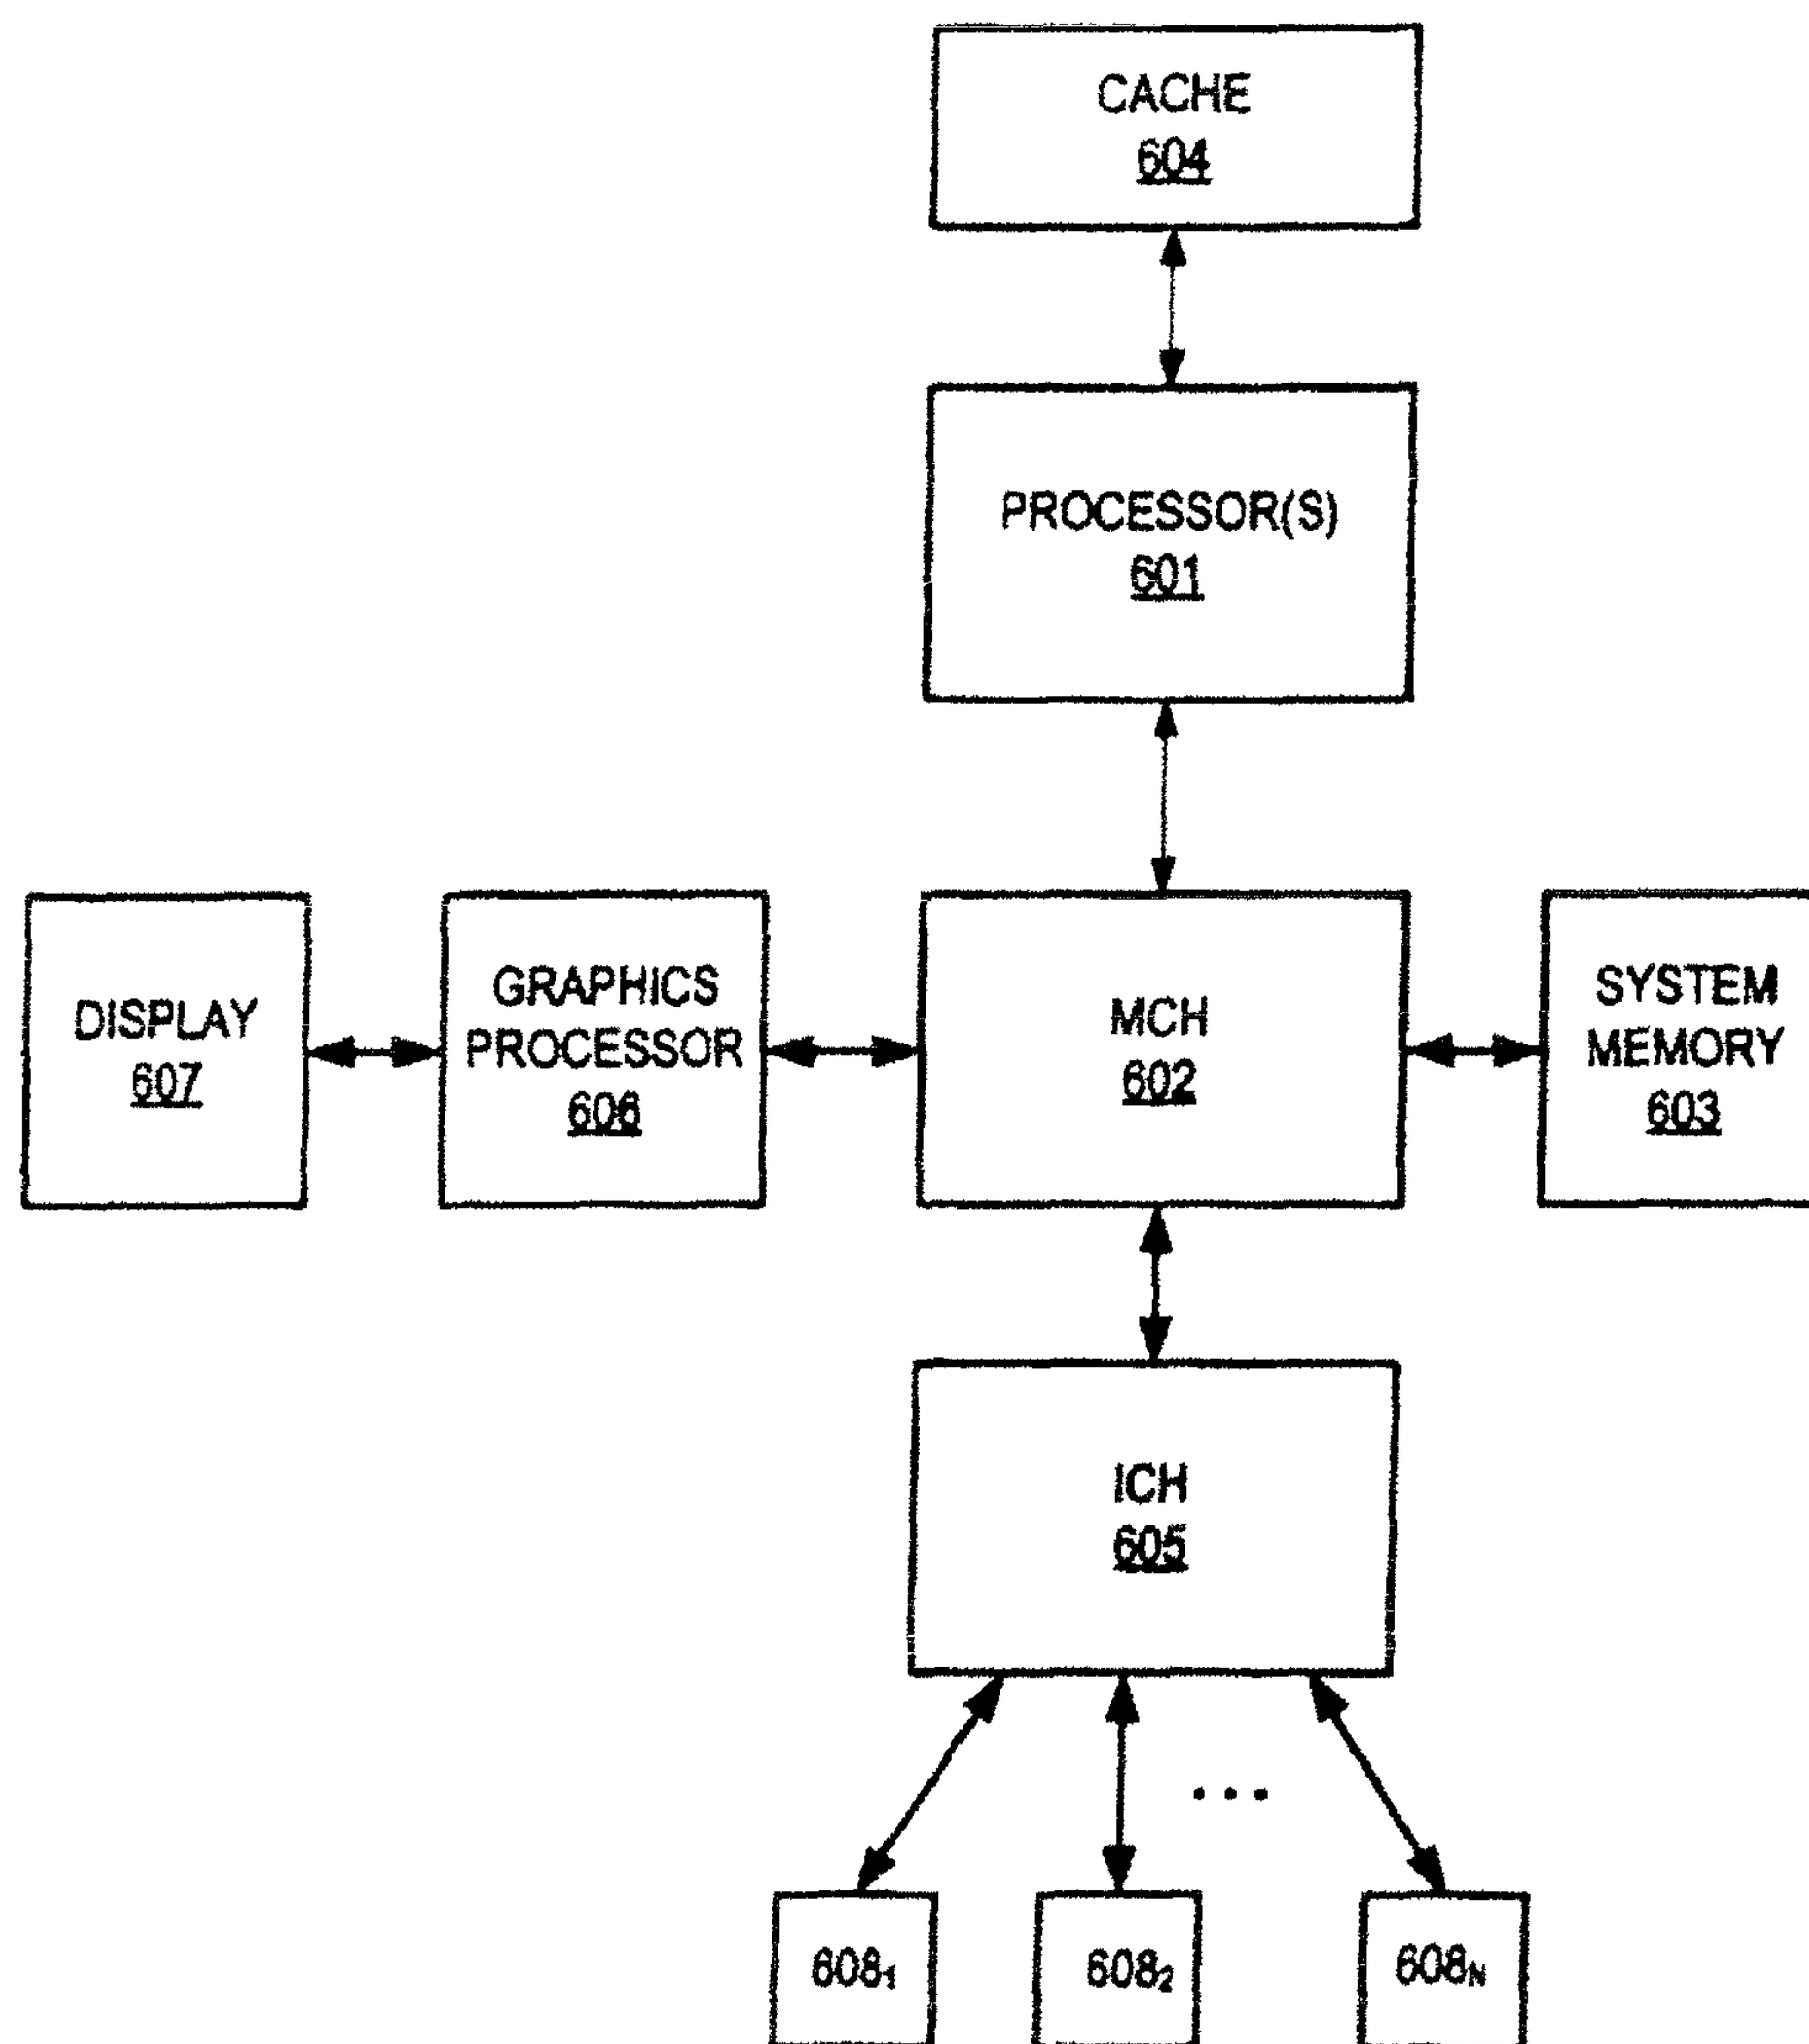 CACHE
604
PROCESSOR(S)
601
DISPLAY
607
GRAPHICS
PROCESSOR
606
MCH
602
SYSTEM
MEMORY
603
ICH
605
...
608₁
608₂
608ₙ